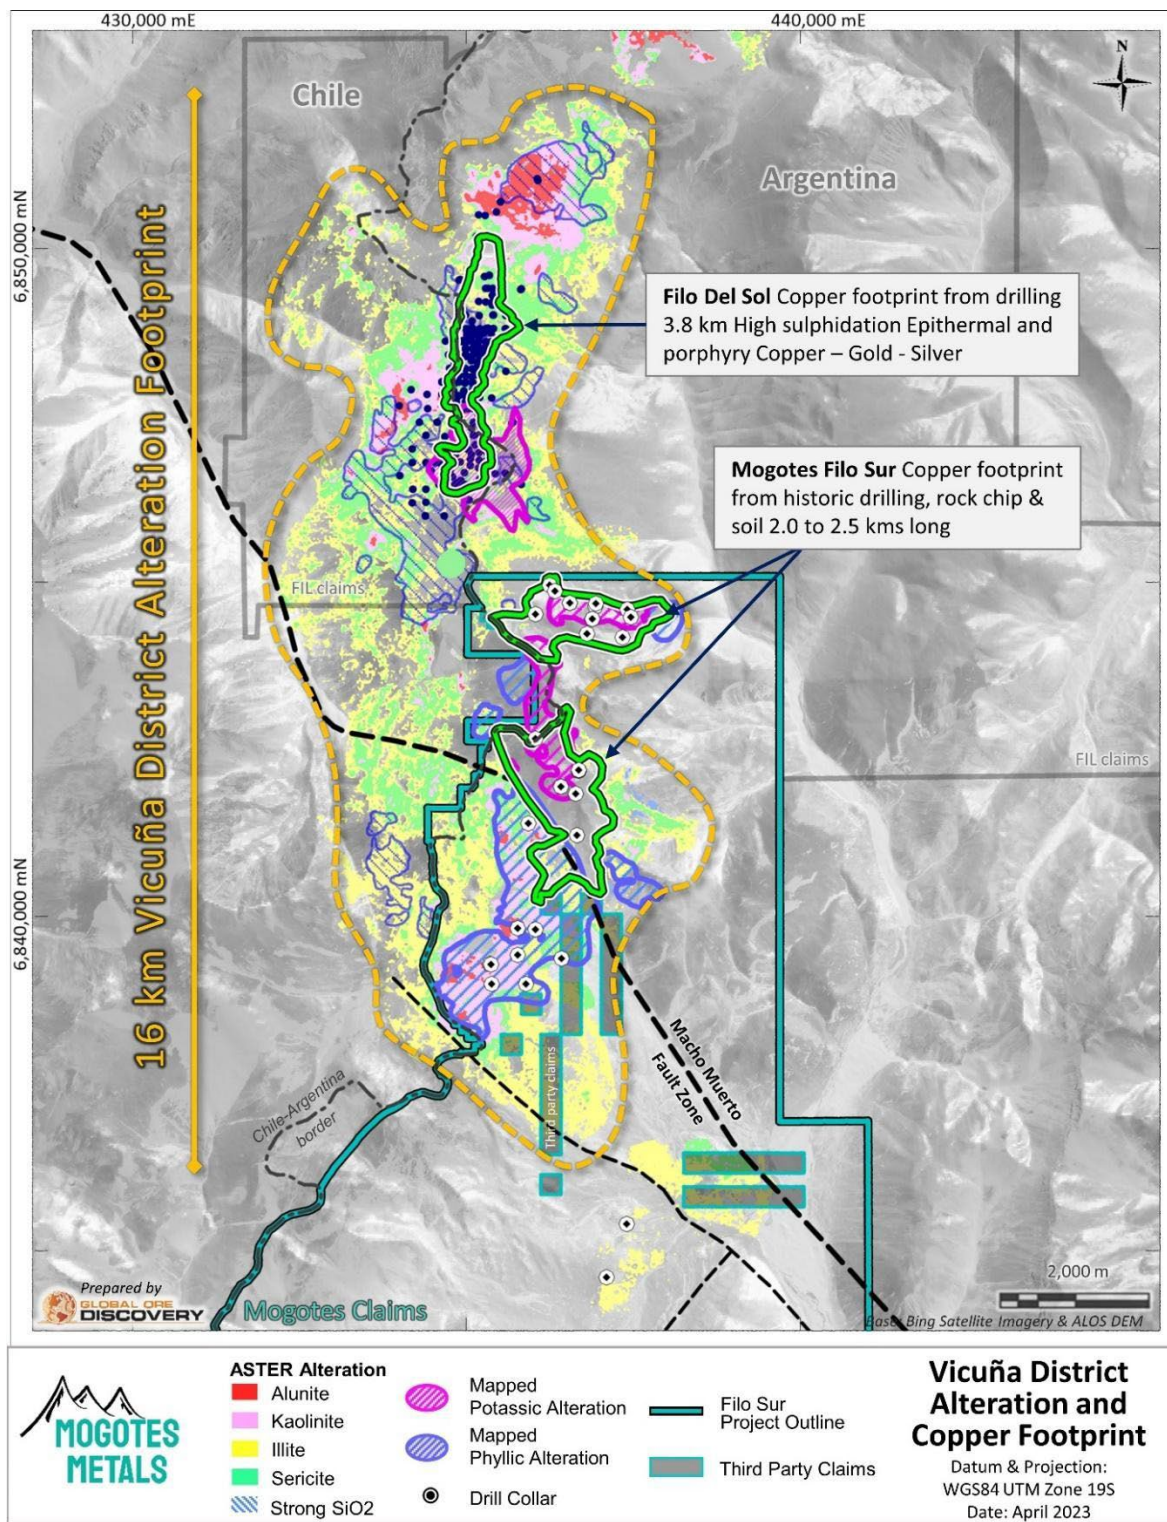 430,000 mE
440,000 mE
N
Chile
Argentina
6,850,000 mN
16 km Vicuña District Alteration Footprint
Filo Del Sol Copper footprint from drilling
3.8 km High sulphidation Epithermal and
porphyry Copper – Gold - Silver
Mogotes Filo Sur Copper footprint
from historic drilling, rock chip &
soil 2.0 to 2.5 kms long
FIL claims
FIL claims
6,840,000 mN
Macho Muerto
Fault Zone
Third party claims
Chile-Argentina
border
2,000 m
Prepared by
GLOBAL ORE
DISCOVERY
Mogotes Claims
Base: Bing Satellite Imagery & ALOS DEM
MOGOTES
METALS
ASTER Alteration
Alunite
Kaolinite
Illite
Sericite
Strong SiO2
Mapped
Potassic Alteration
Mapped
Phyllic Alteration
Drill Collar
Filo Sur
Project Outline
Third Party Claims
Vicuña District
Alteration and
Copper Footprint
Datum & Projection:
WGS84 UTM Zone 19S
Date: April 2023